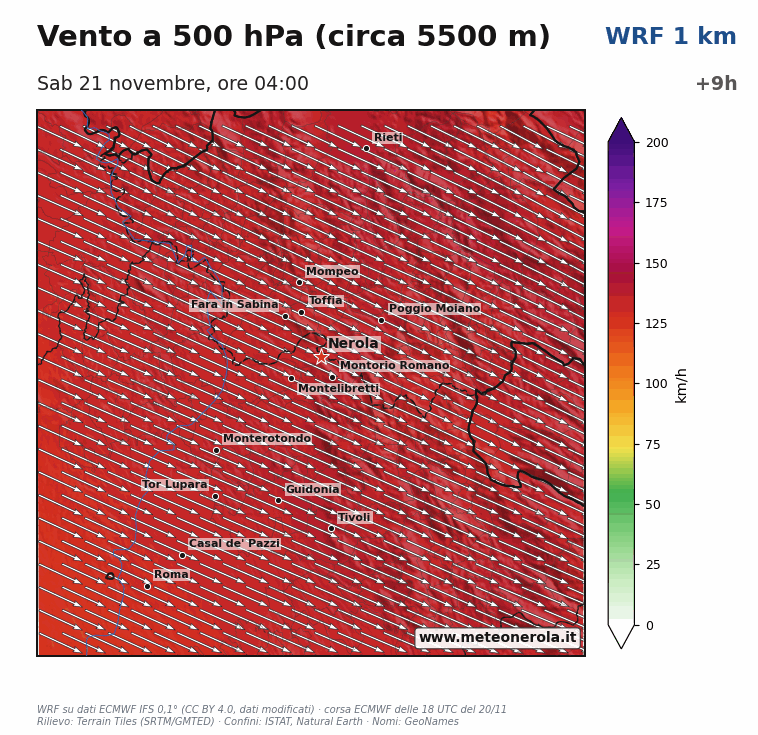 Vento a 500 hPa (circa 5500 m)
WRF 1 km
Sab 21 novembre, ore 04:00
+9h
Rieti
Mompeo
Fara in Sabina
Toffia
Poggio Moiano
Nerola
Montorio Romano
Montelibretti
Monterotondo
Tor Lupara
Guidonia
Tivoli
Casal de' Pazzi
Roma
www.meteonerola.it
200
175
150
125
100
75
50
25
0
km/h
WRF su dati ECMWF IFS 0,1° (CC BY 4.0, dati modificati) · corsa ECMWF delle 18 UTC del 20/11
Rilievo: Terrain Tiles (SRTM/GMTED) · Confini: ISTAT, Natural Earth · Nomi: GeoNames